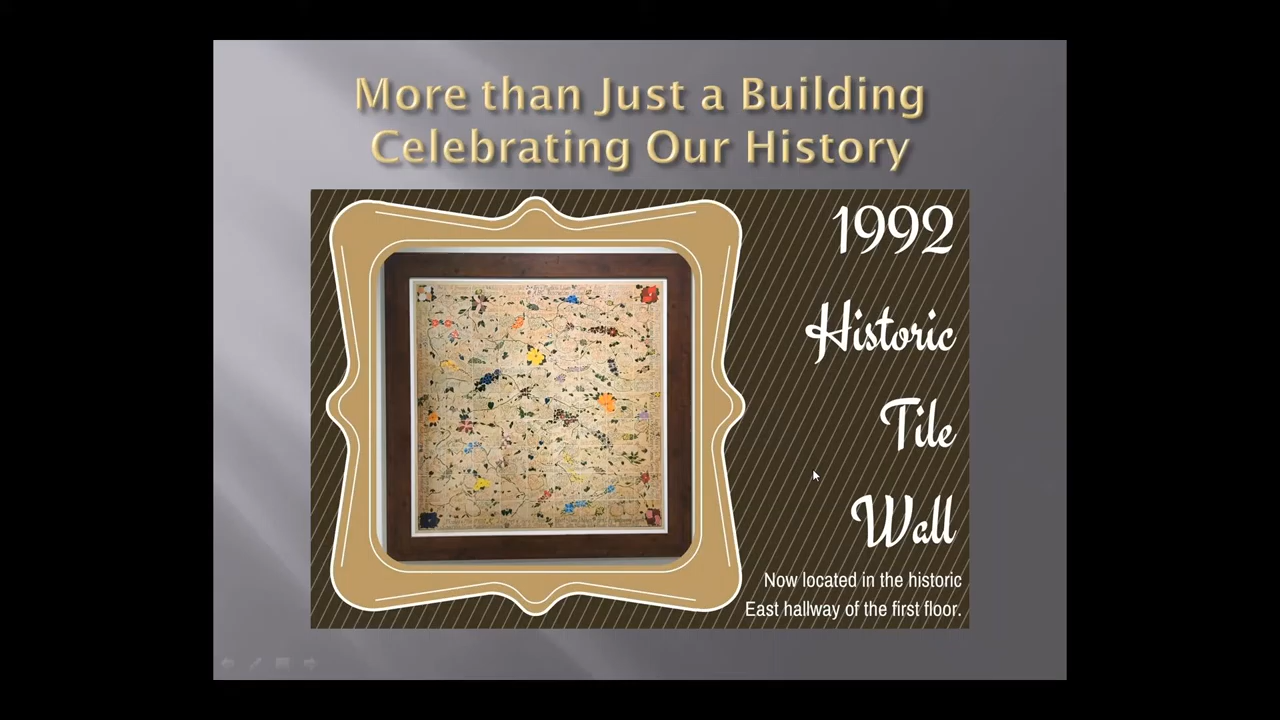 More than Just a Building
Celebrating Our History
1992
Historic
Tile
Wall
Now located in the historic
East hallway of the first floor.